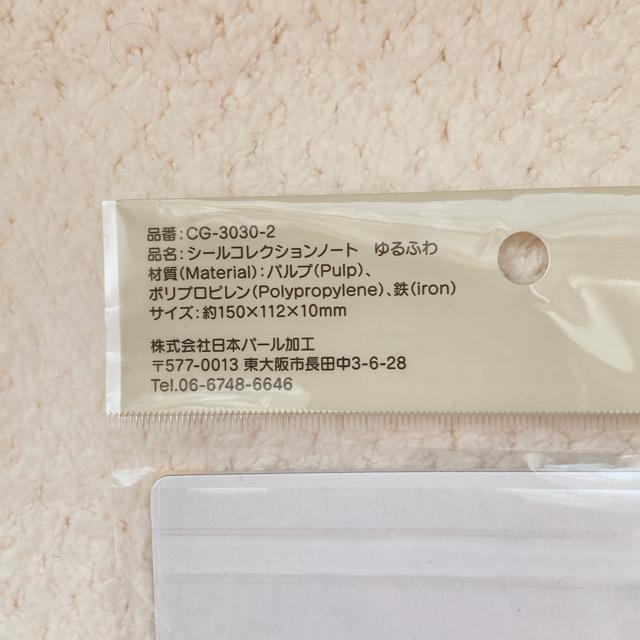 品番：CG-3030-2
品名：シールコレクションノート　ゆるふわ
材質(Material)：パルプ(Pulp)、
ポリプロピレン(Polypropylene)、鉄(iron)
サイズ：約150×112×10mm
株式会社日本パール加工
〒577-0013 東大阪市長田中3-6-28
Tel.06-6748-6646